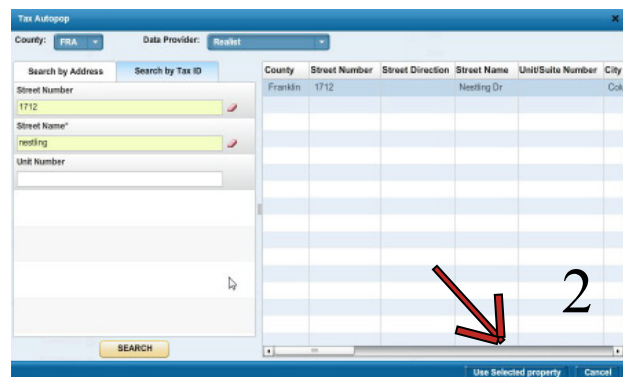 Tax Autopop ×
County: FRA Data Provider: Realist
Search by Address Search by Tax ID
Street Number
1712
Street Name*
nestling
Unit Number
SEARCH
County Street Number Street Direction Street Name Unit/Suite Number City
Franklin 1712 Nestling Dr Col
2
Use Selected property Cancel